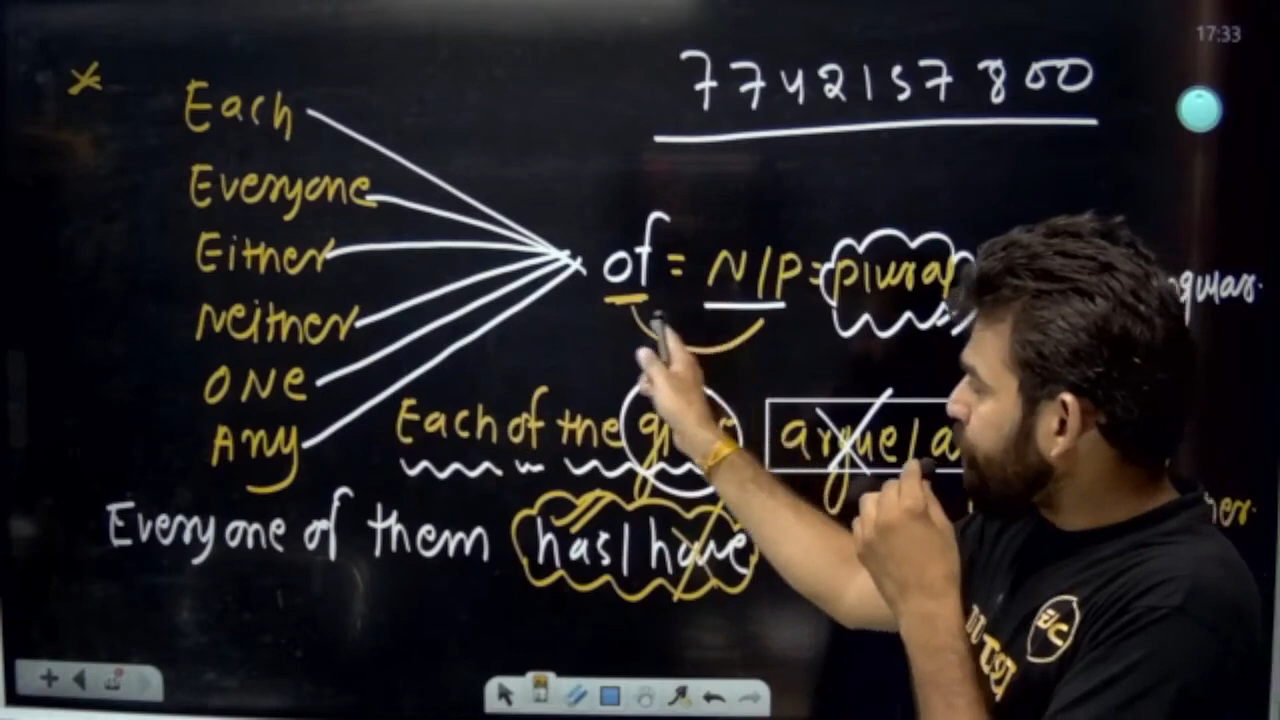 17:33
7742157800
Each
Everyone
Either
Neither
ONe
Any
of = N/P = plural
Each of the
argue/a
Everyone of them has/have